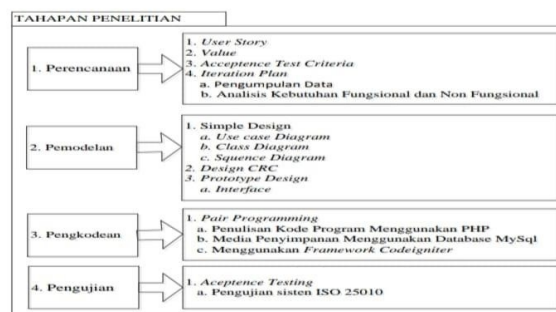 TAHAPAN PENELITIAN
1. Perencanaan
1. User Story
2. Value
3. Acceptence Test Criteria
4. Iteration Plan
a. Pengumpulan Data
b. Analisis Kebutuhan Fungsional dan Non Fungsional
2. Pemodelan
1. Simple Design
a. Use case Diagram
b. Class Diagram
c. Squence Diagram
2. Design CRC
3. Prototype Design
a. Interface
3. Pengkodean
1. Pair Programming
a. Penulisan Kode Program Menggunakan PHP
b. Media Penyimpanan Menggunakan Database MySql
c. Menggunakan Framework Codeigniter
4. Pengujian
1. Aceptence Testing
a. Pengujian sisten ISO 25010